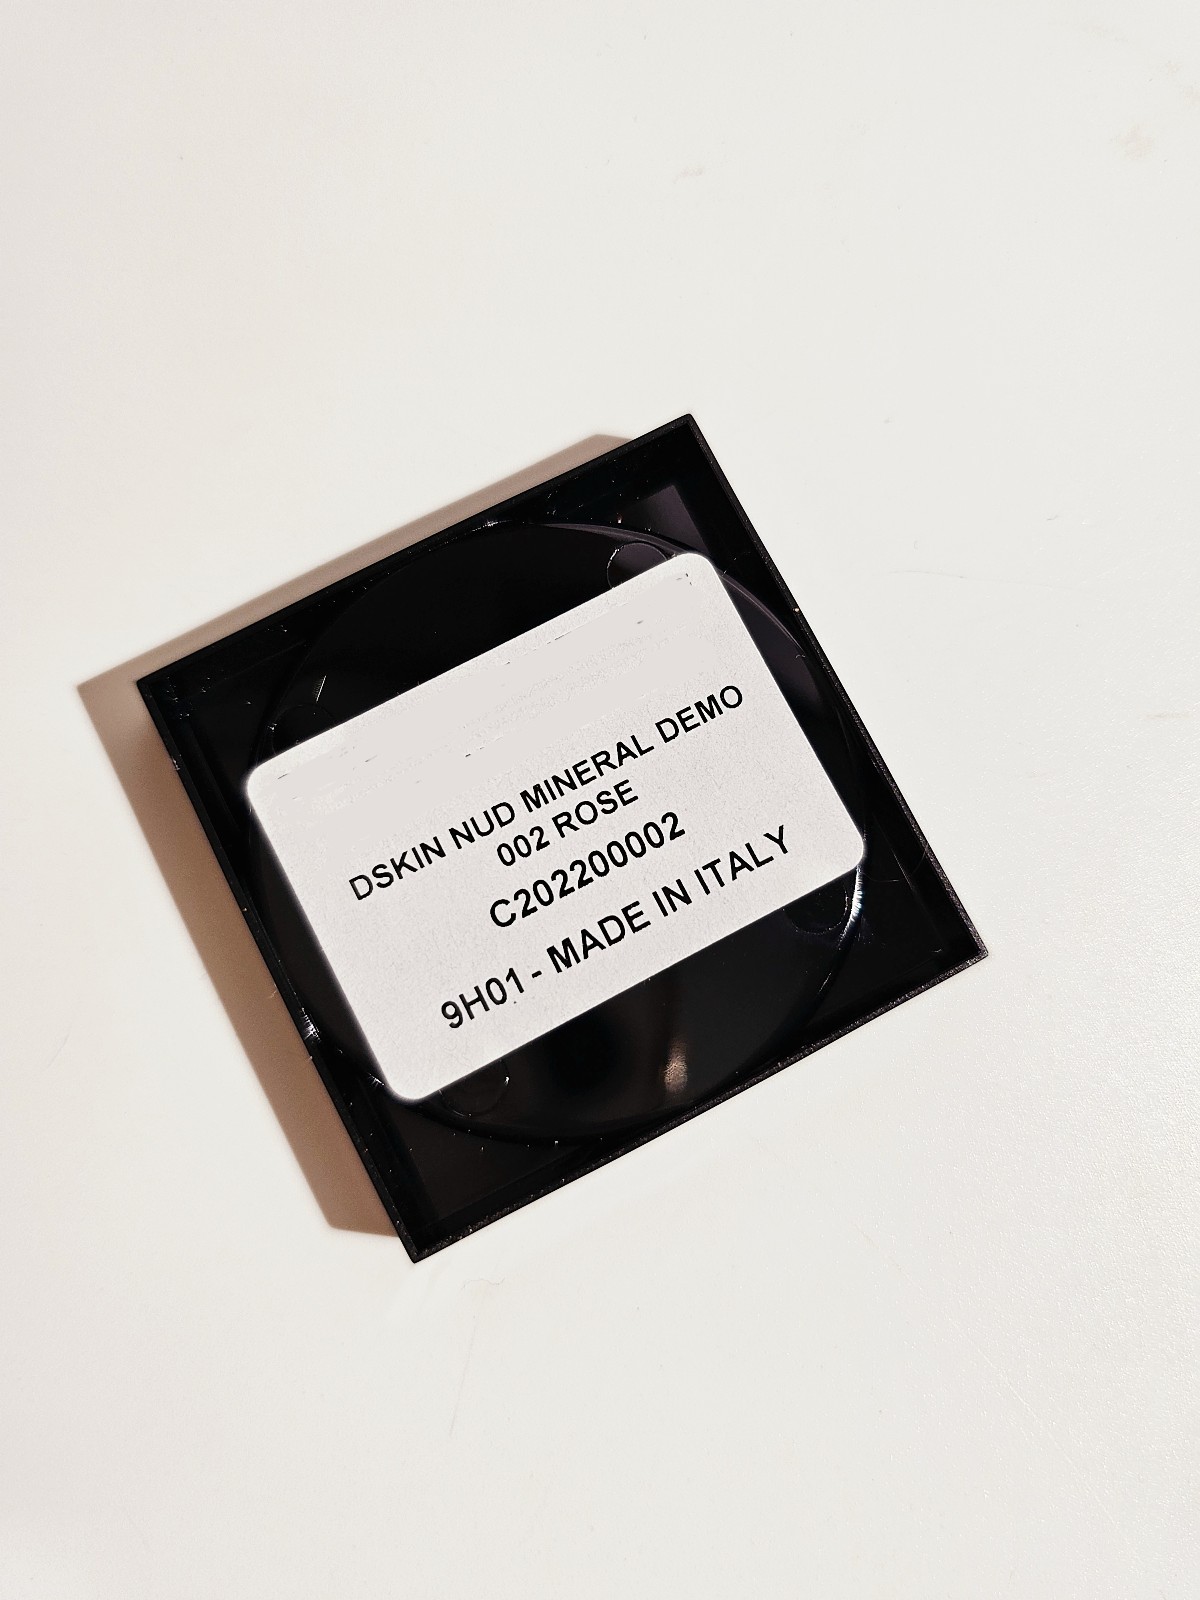 DSKIN NUD MINERAL DEMO
002 ROSE
C202200002
9H01 - MADE IN ITALY